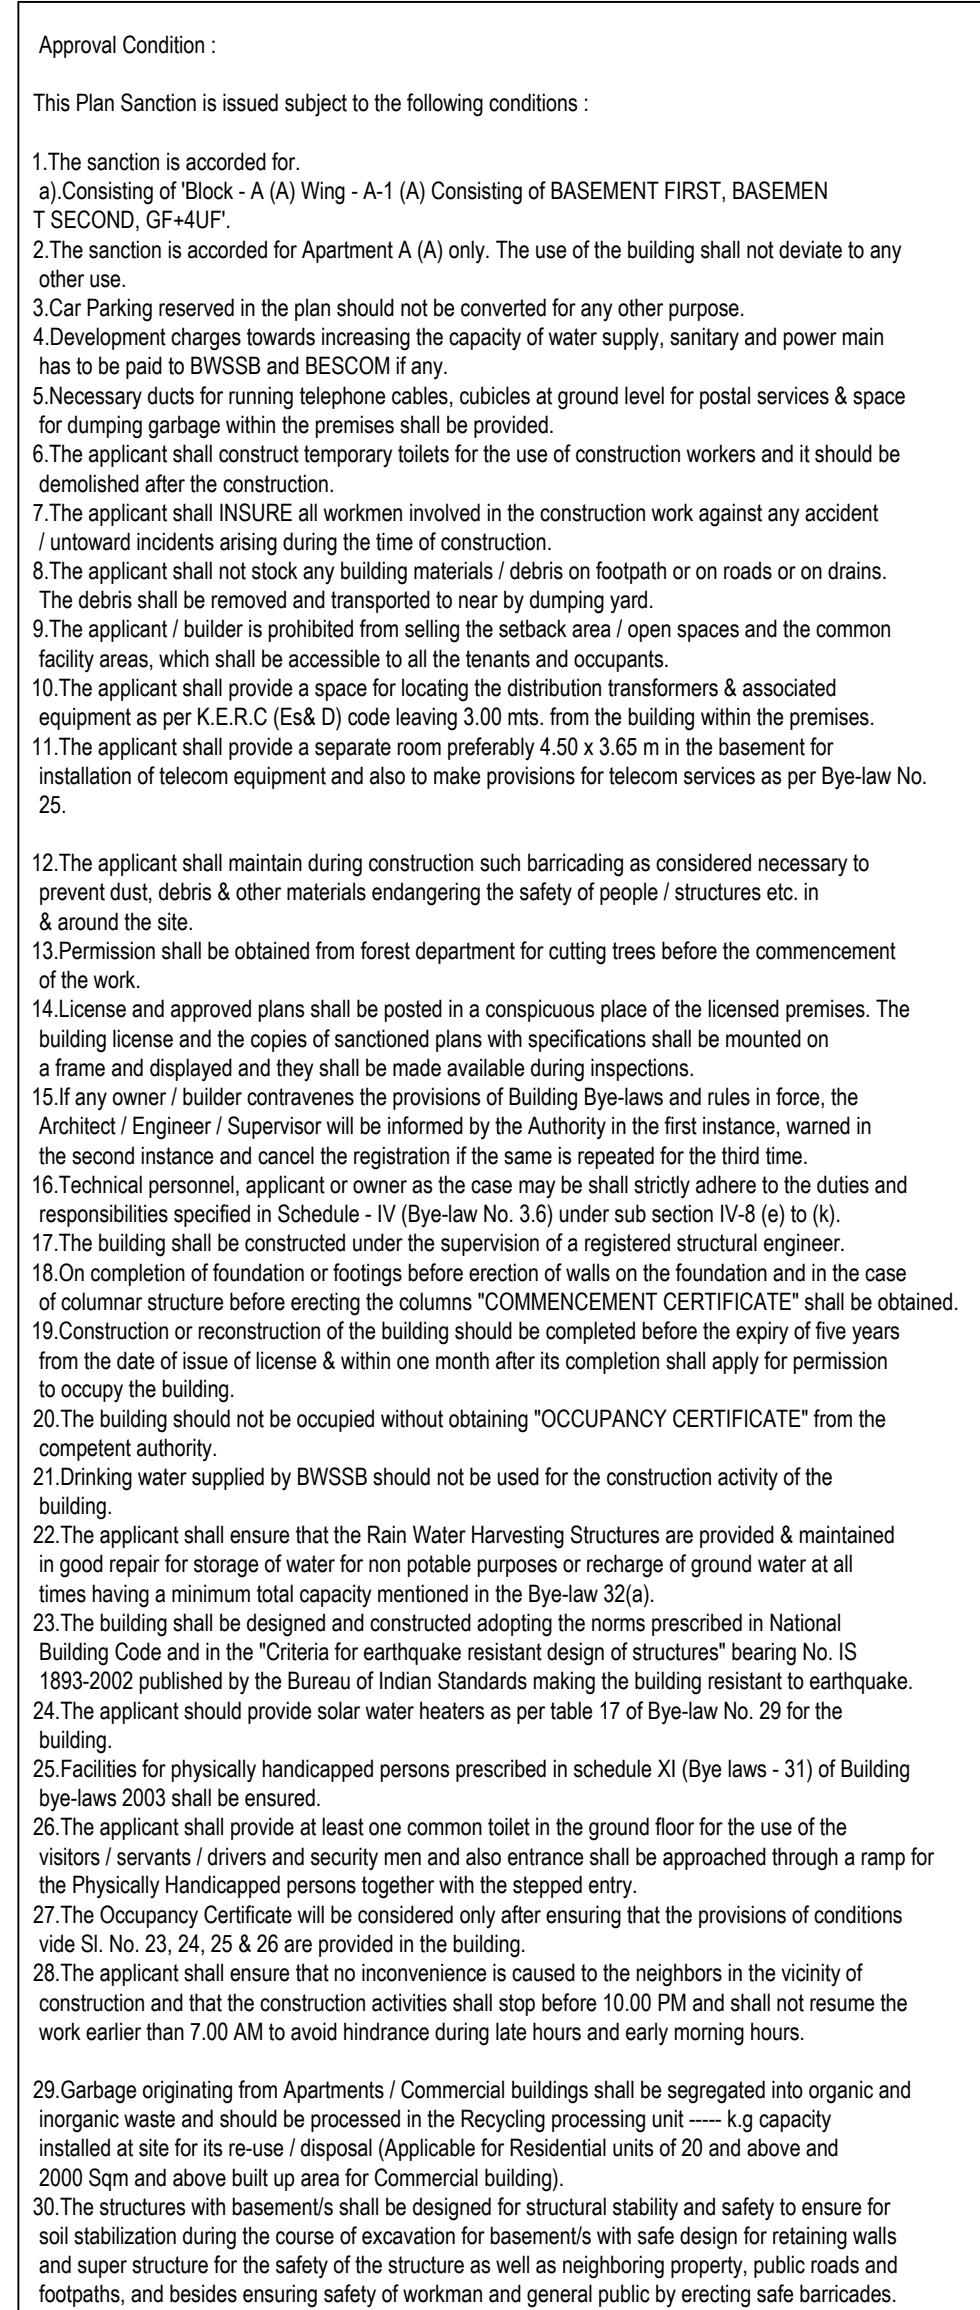 Approval Condition :
This Plan Sanction is issued subject to the following conditions :
1.The sanction is accorded for.
a).Consisting of 'Block - A (A) Wing - A-1 (A) Consisting of BASEMENT FIRST, BASEMEN
T SECOND, GF+4UF'.
2.The sanction is accorded for Apartment A (A) only. The use of the building shall not deviate to any
other use.
3.Car Parking reserved in the plan should not be converted for any other purpose.
4.Development charges towards increasing the capacity of water supply, sanitary and power main
has to be paid to BWSSB and BESCOM if any.
5.Necessary ducts for running telephone cables, cubicles at ground level for postal services & space
for dumping garbage within the premises shall be provided.
6.The applicant shall construct temporary toilets for the use of construction workers and it should be
demolished after the construction.
7.The applicant shall INSURE all workmen involved in the construction work against any accident
/ untoward incidents arising during the time of construction.
8.The applicant shall not stock any building materials / debris on footpath or on roads or on drains.
The debris shall be removed and transported to near by dumping yard.
9.The applicant / builder is prohibited from selling the setback area / open spaces and the common
facility areas, which shall be accessible to all the tenants and occupants.
10.The applicant shall provide a space for locating the distribution transformers & associated
equipment as per K.E.R.C (Es& D) code leaving 3.00 mts. from the building within the premises.
11.The applicant shall provide a separate room preferably 4.50 x 3.65 m in the basement for
installation of telecom equipment and also to make provisions for telecom services as per Bye-law No.
25.
12.The applicant shall maintain during construction such barricading as considered necessary to
prevent dust, debris & other materials endangering the safety of people / structures etc. in
& around the site.
13.Permission shall be obtained from forest department for cutting trees before the commencement
of the work.
14.License and approved plans shall be posted in a conspicuous place of the licensed premises. The
building license and the copies of sanctioned plans with specifications shall be mounted on
a frame and displayed and they shall be made available during inspections.
15.If any owner / builder contravenes the provisions of Building Bye-laws and rules in force, the
Architect / Engineer / Supervisor will be informed by the Authority in the first instance, warned in
the second instance and cancel the registration if the same is repeated for the third time.
16.Technical personnel, applicant or owner as the case may be shall strictly adhere to the duties and
responsibilities specified in Schedule - IV (Bye-law No. 3.6) under sub section IV-8 (e) to (k).
17.The building shall be constructed under the supervision of a registered structural engineer.
18.On completion of foundation or footings before erection of walls on the foundation and in the case
of columnar structure before erecting the columns "COMMENCEMENT CERTIFICATE" shall be obtained.
19.Construction or reconstruction of the building should be completed before the expiry of five years
from the date of issue of license & within one month after its completion shall apply for permission
to occupy the building.
20.The building should not be occupied without obtaining "OCCUPANCY CERTIFICATE" from the
competent authority.
21.Drinking water supplied by BWSSB should not be used for the construction activity of the
building.
22.The applicant shall ensure that the Rain Water Harvesting Structures are provided & maintained
in good repair for storage of water for non potable purposes or recharge of ground water at all
times having a minimum total capacity mentioned in the Bye-law 32(a).
23.The building shall be designed and constructed adopting the norms prescribed in National
Building Code and in the "Criteria for earthquake resistant design of structures" bearing No. IS
1893-2002 published by the Bureau of Indian Standards making the building resistant to earthquake.
24.The applicant should provide solar water heaters as per table 17 of Bye-law No. 29 for the
building.
25.Facilities for physically handicapped persons prescribed in schedule XI (Bye laws - 31) of Building
bye-laws 2003 shall be ensured.
26.The applicant shall provide at least one common toilet in the ground floor for the use of the
visitors / servants / drivers and security men and also entrance shall be approached through a ramp for
the Physically Handicapped persons together with the stepped entry.
27.The Occupancy Certificate will be considered only after ensuring that the provisions of conditions
vide Sl. No. 23, 24, 25 & 26 are provided in the building.
28.The applicant shall ensure that no inconvenience is caused to the neighbors in the vicinity of
construction and that the construction activities shall stop before 10.00 PM and shall not resume the
work earlier than 7.00 AM to avoid hindrance during late hours and early morning hours.
29.Garbage originating from Apartments / Commercial buildings shall be segregated into organic and
inorganic waste and should be processed in the Recycling processing unit ----- k.g capacity
installed at site for its re-use / disposal (Applicable for Residential units of 20 and above and
2000 Sqm and above built up area for Commercial building).
30.The structures with basement/s shall be designed for structural stability and safety to ensure for
soil stabilization during the course of excavation for basement/s with safe design for retaining walls
and super structure for the safety of the structure as well as neighboring property, public roads and
footpaths, and besides ensuring safety of workman and general public by erecting safe barricades.